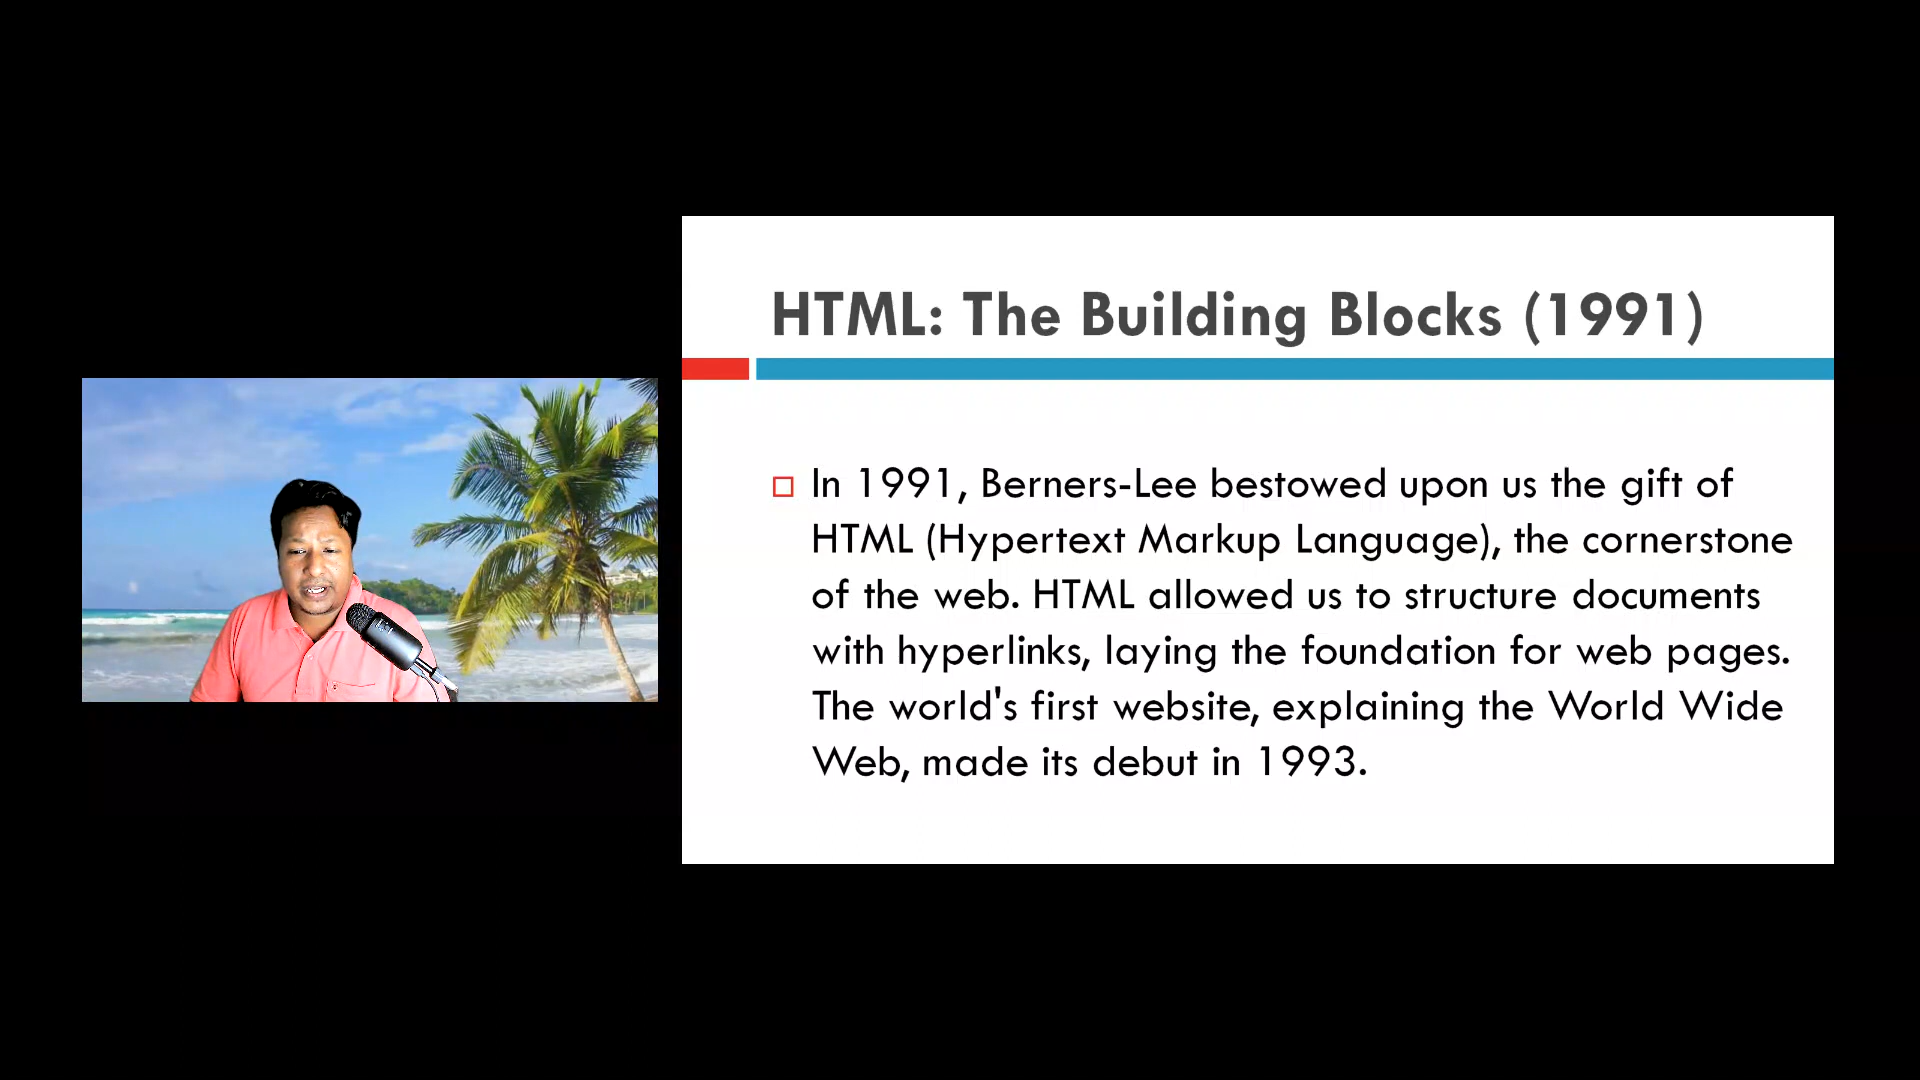 HTML: The Building Blocks (1991)
In 1991, Berners-Lee bestowed upon us the gift of
HTML (Hypertext Markup Language), the cornerstone
of the web. HTML allowed us to structure documents
with hyperlinks, laying the foundation for web pages.
The world's first website, explaining the World Wide
Web, made its debut in 1993.